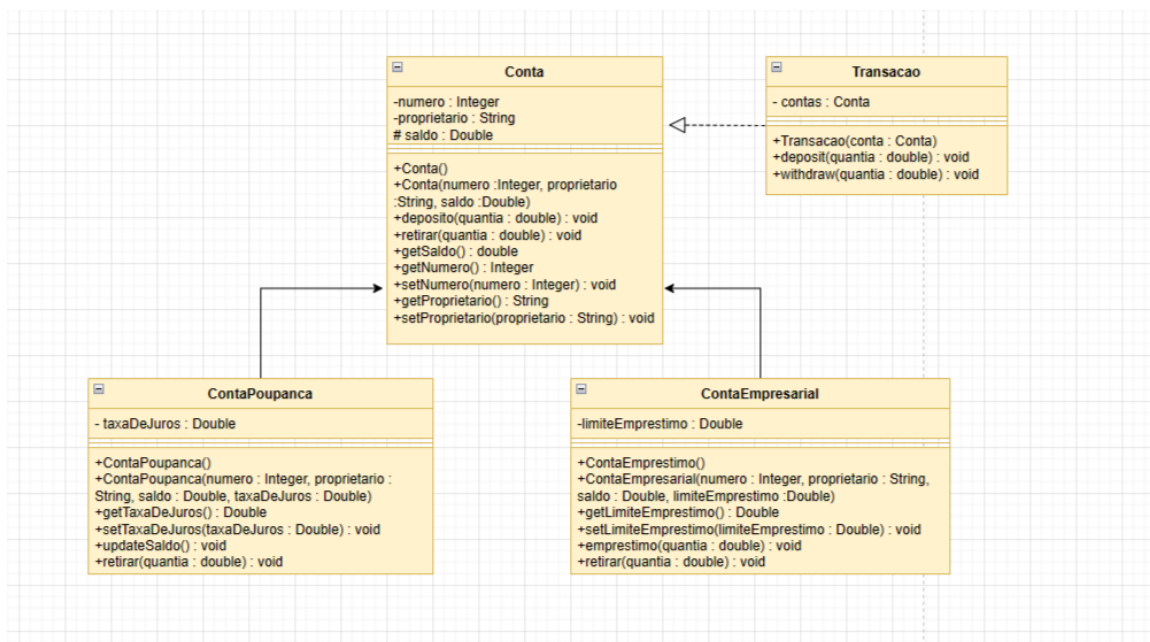 Conta
-numero : Integer
-proprietario : String
# saldo : Double
+Conta()
+Conta(numero :Integer, proprietario
:String, saldo :Double)
+deposito(quantia : double) : void
+retirar(quantia : double) : void
+getSaldo() : double
+getNumero() : Integer
+setNumero(numero : Integer) : void
+getProprietario() : String
+setProprietario(proprietario : String) : void
Transacao
- contas : Conta
+Transacao(conta : Conta)
+deposit(quantia : double) : void
+withdraw(quantia : double) : void
ContaPoupanca
- taxaDeJuros : Double
+ContaPoupanca()
+ContaPoupanca(numero : Integer, proprietario :
String, saldo : Double, taxaDeJuros : Double)
+getTaxaDeJuros() : Double
+setTaxaDeJuros(taxaDeJuros : Double) : void
+updateSaldo() : void
+retirar(quantia : double) : void
ContaEmpresarial
-limiteEmprestimo : Double
+ContaEmprestimo()
+ContaEmpresarial(numero : Integer, proprietario : String,
saldo : Double, limiteEmprestimo :Double)
+getLimiteEmprestimo() : Double
+setLimiteEmprestimo(limiteEmprestimo : Double) : void
+emprestimo(quantia : double) : void
+retirar(quantia : double) : void